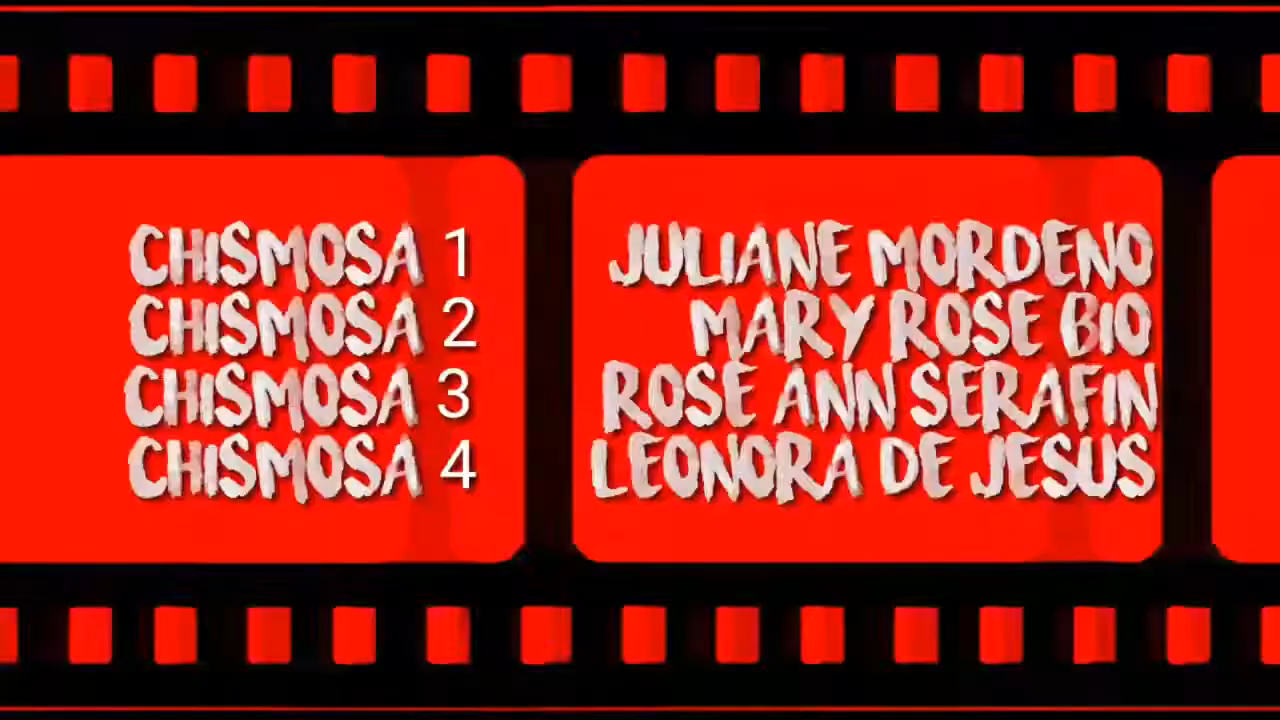 CHISMOSA 1 JULIANE MORDENO
CHISMOSA 2 MARY ROSE BIO
CHISMOSA 3 ROSE ANN SERAFIN
CHISMOSA 4 LEONORA DE JESUS